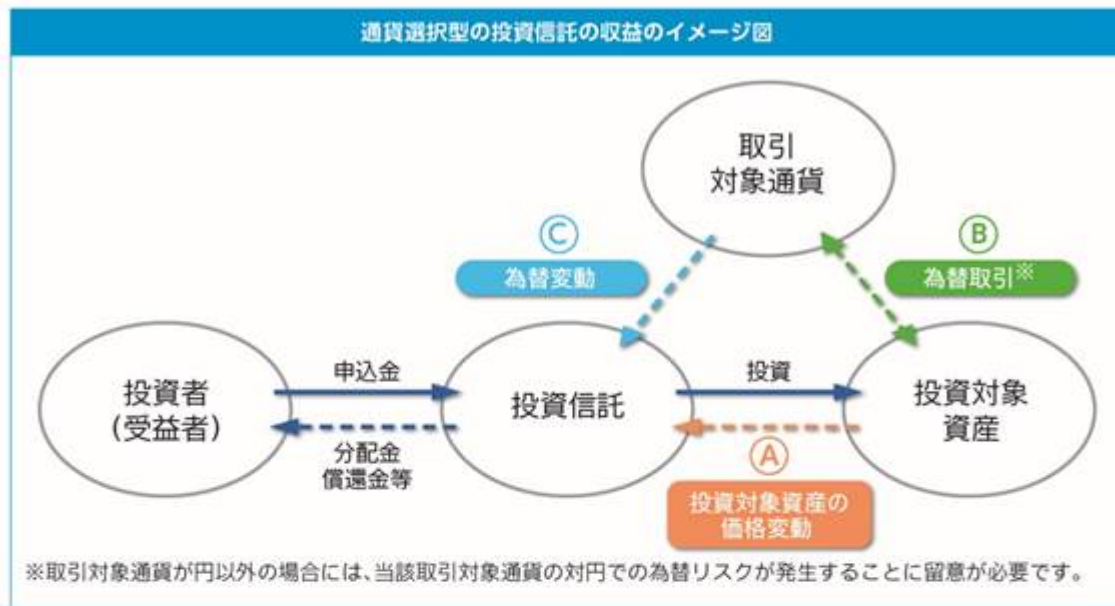 通貨選択型の投資信託の収益のイメージ図
取引
対象通貨
Ⓒ
為替変動
Ⓑ
為替取引※
投資者
(受益者)
申込金
分配金
償還金等
投資信託
投資
Ⓐ
投資対象資産の
価格変動
投資対象
資産
※取引対象通貨が円以外の場合には、当該取引対象通貨の対円での為替リスクが発生することに留意が必要です。